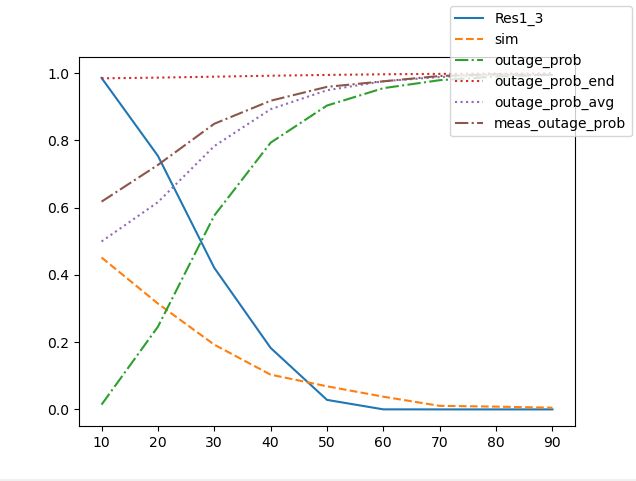 Res1_3
sim
outage_prob
outage_prob_end
outage_prob_avg
meas_outage_prob
1.0
0.8
0.6
0.4
0.2
0.0
10 20 30 40 50 60 70 80 90